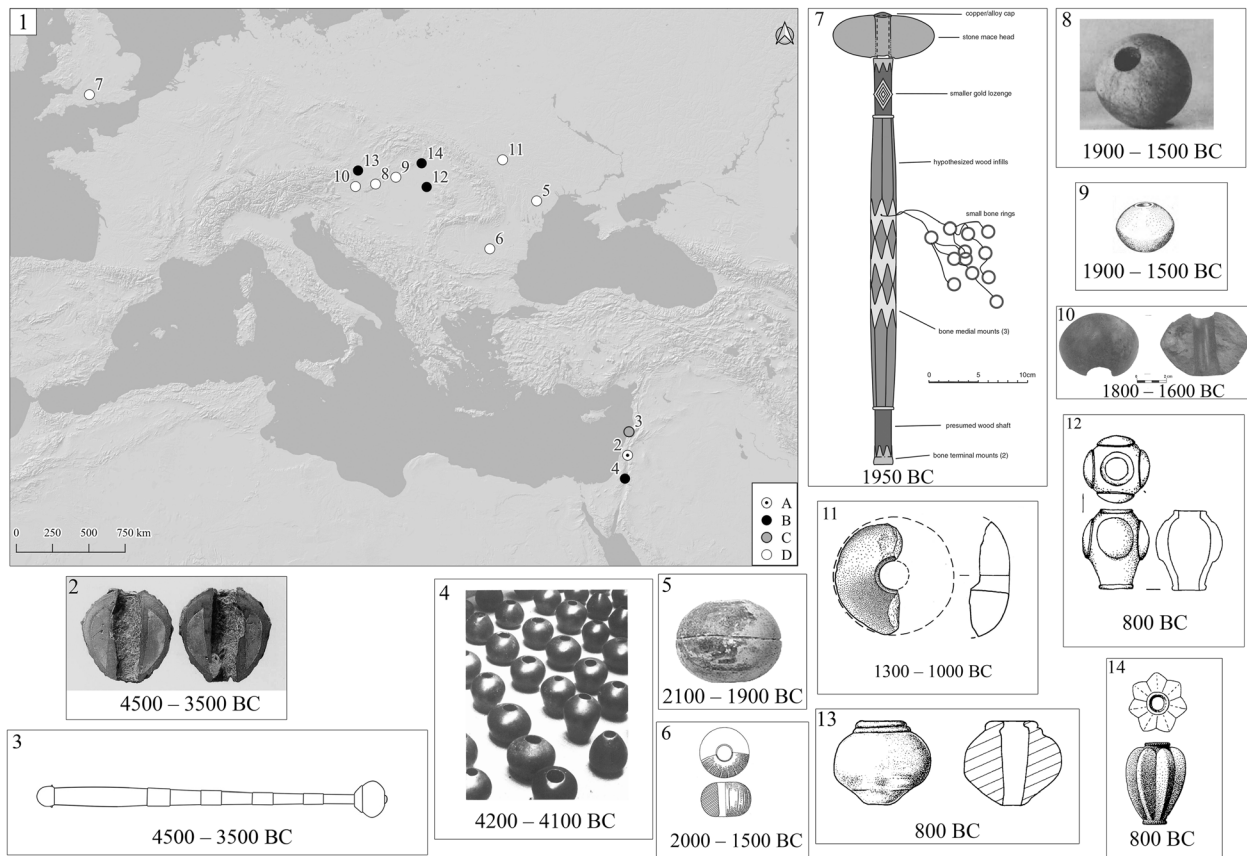 1
7
13
14
11
10
8
9
12
5
6
3
2
4
A
B
C
D
0 250 500 750 km
2
4500 – 3500 BC
3
4500 – 3500 BC
4
4200 – 4100 BC
5
2100 – 1900 BC
6
2000 – 1500 BC
7
copper/alloy cap
stone mace head
smaller gold lozenge
hypothesized wood infills
small bone rings
bone medial mounts (3)
0 5 10cm
presumed wood shaft
bone terminal mounts (2)
1950 BC
8
1900 – 1500 BC
9
1900 – 1500 BC
10
0 2 cm
1800 – 1600 BC
11
1300 – 1000 BC
12
800 BC
13
800 BC
14
800 BC